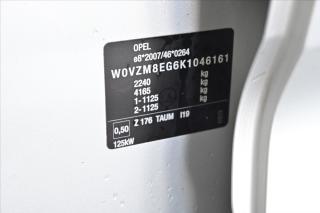 OPEL
e6*2007/46*0264
W0VZM8EG6K1046161
2240 kg
4165 kg
1-1125 kg
2-1125 kg
0,50 Z 176 TAUM I19
125kW